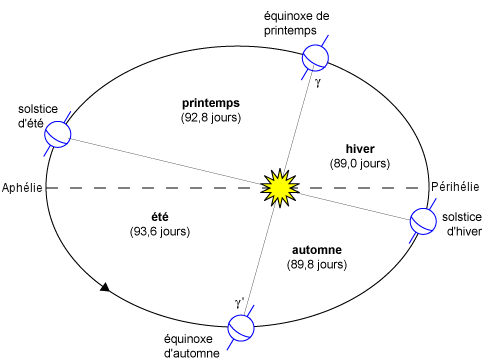 équinoxe de
printemps
γ
printemps
(92,8 jours)
solstice
d'été
hiver
(89,0 jours)
Aphélie
Périhélie
été
(93,6 jours)
solstice
d'hiver
automne
(89,8 jours)
γ'
équinoxe
d'automne